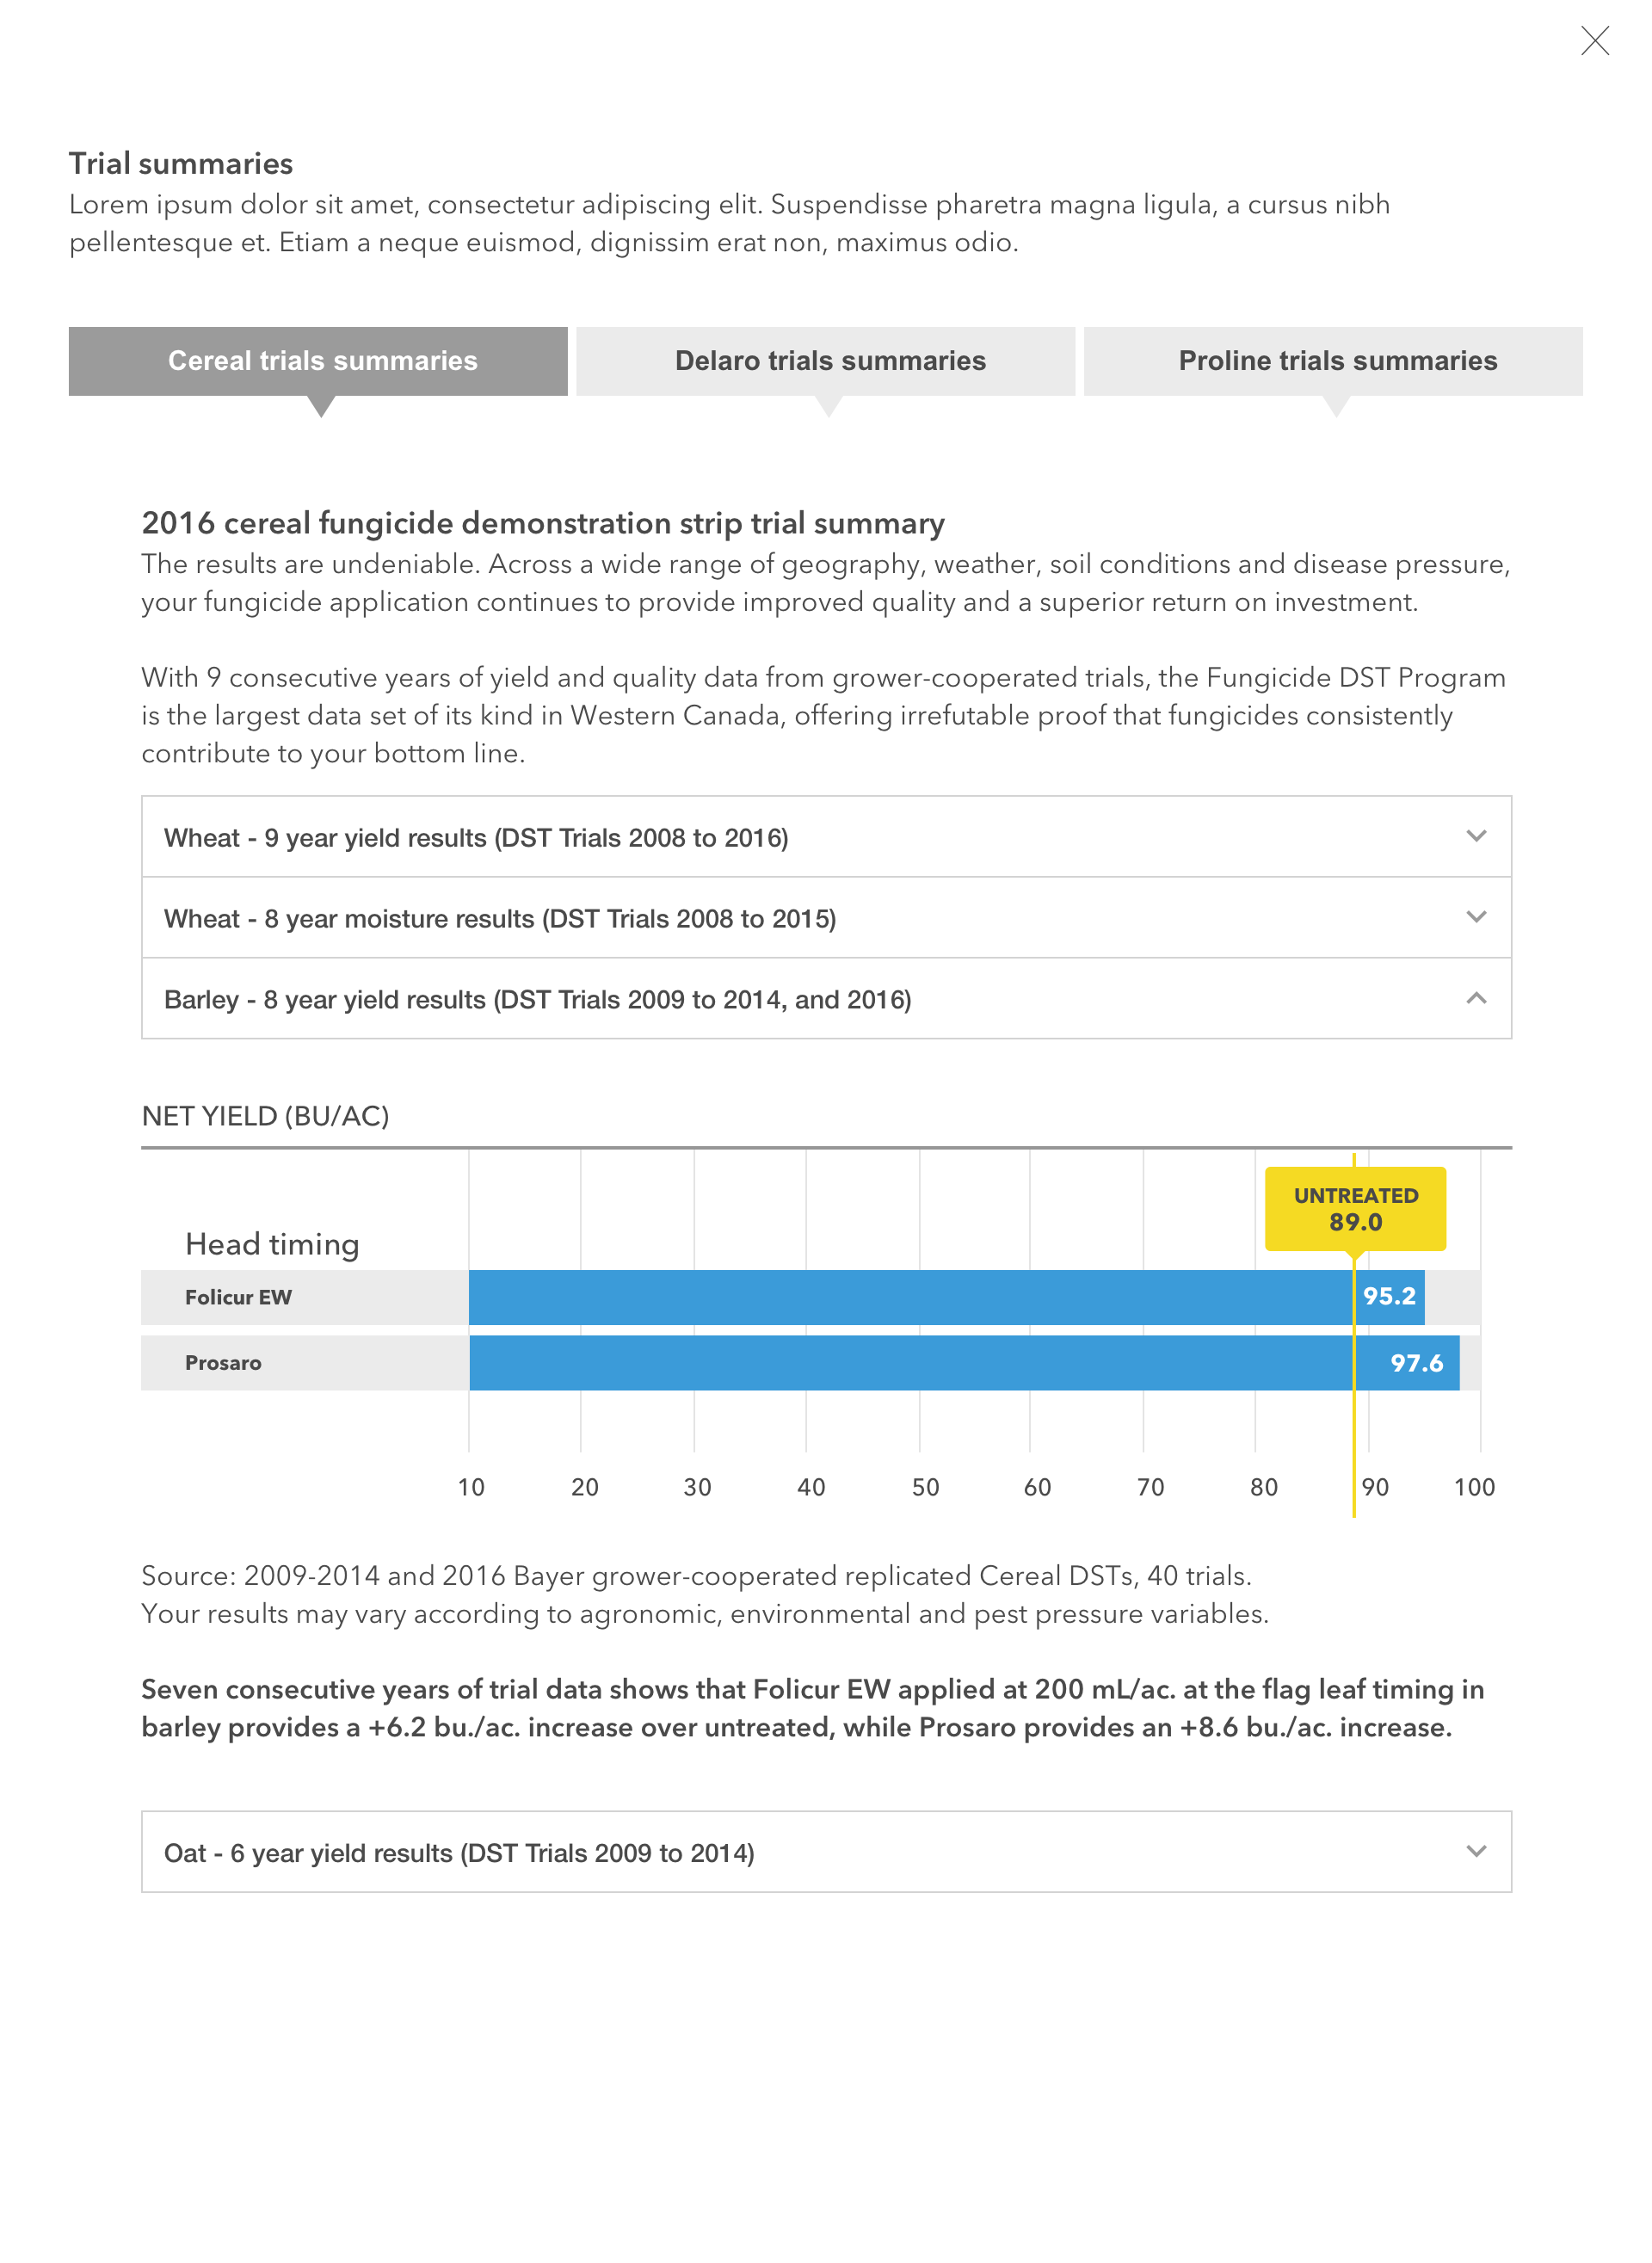 Trial summaries
Lorem ipsum dolor sit amet, consectetur adipiscing elit. Suspendisse pharetra magna ligula, a cursus nibh
pellentesque et. Etiam a neque euismod, dignissim erat non, maximus odio.
Cereal trials summaries
Delaro trials summaries
Proline trials summaries
2016 cereal fungicide demonstration strip trial summary
The results are undeniable. Across a wide range of geography, weather, soil conditions and disease pressure,
your fungicide application continues to provide improved quality and a superior return on investment.
With 9 consecutive years of yield and quality data from grower-cooperated trials, the Fungicide DST Program
is the largest data set of its kind in Western Canada, offering irrefutable proof that fungicides consistently
contribute to your bottom line.
Wheat - 9 year yield results (DST Trials 2008 to 2016)
Wheat - 8 year moisture results (DST Trials 2008 to 2015)
Barley - 8 year yield results (DST Trials 2009 to 2014, and 2016)
NET YIELD (BU/AC)
UNTREATED
89.0
Head timing
Folicur EW
95.2
Prosaro
97.6
10 20 30 40 50 60 70 80 90 100
Source: 2009-2014 and 2016 Bayer grower-cooperated replicated Cereal DSTs, 40 trials.
Your results may vary according to agronomic, environmental and pest pressure variables.
Seven consecutive years of trial data shows that Folicur EW applied at 200 mL/ac. at the flag leaf timing in
barley provides a +6.2 bu./ac. increase over untreated, while Prosaro provides an +8.6 bu./ac. increase.
Oat - 6 year yield results (DST Trials 2009 to 2014)